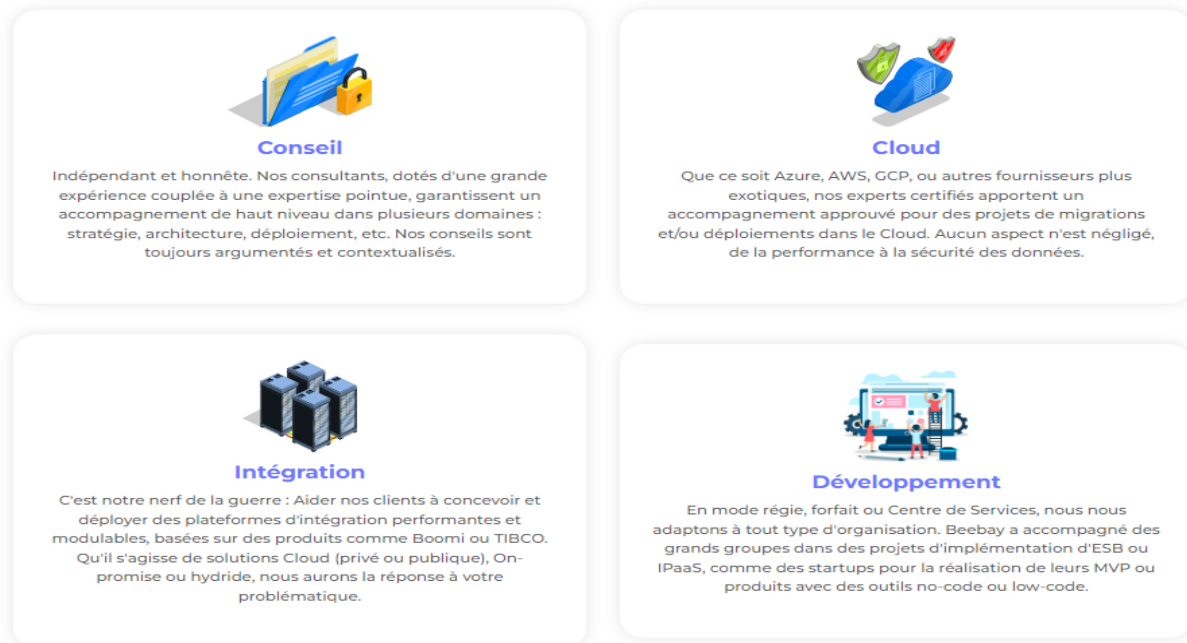 Conseil
Indépendant et honnête. Nos consultants, dotés d'une grande
expérience couplée à une expertise pointue, garantissent un
accompagnement de haut niveau dans plusieurs domaines :
stratégie, architecture, déploiement, etc. Nos conseils sont
toujours argumentés et contextualisés.
Cloud
Que ce soit Azure, AWS, GCP, ou autres fournisseurs plus
exotiques, nos experts certifiés apportent un
accompagnement approuvé pour des projets de migrations
et/ou déploiements dans le Cloud. Aucun aspect n'est négligé,
de la performance à la sécurité des données.
Intégration
C'est notre nerf de la guerre : Aider nos clients à concevoir et
déployer des plateformes d'intégration performantes et
modulables, basées sur des produits comme Boomi ou TIBCO.
Qu'il s'agisse de solutions Cloud (privé ou publique), On-
promise ou hydride, nous aurons la réponse à votre
problématique.
Développement
En mode régie, forfait ou Centre de Services, nous nous
adaptons à tout type d'organisation. Beebay a accompagné des
grands groupes dans des projets d'implémentation d'ESB ou
IPaaS, comme des startups pour la réalisation de leurs MVP ou
produits avec des outils no-code ou low-code.